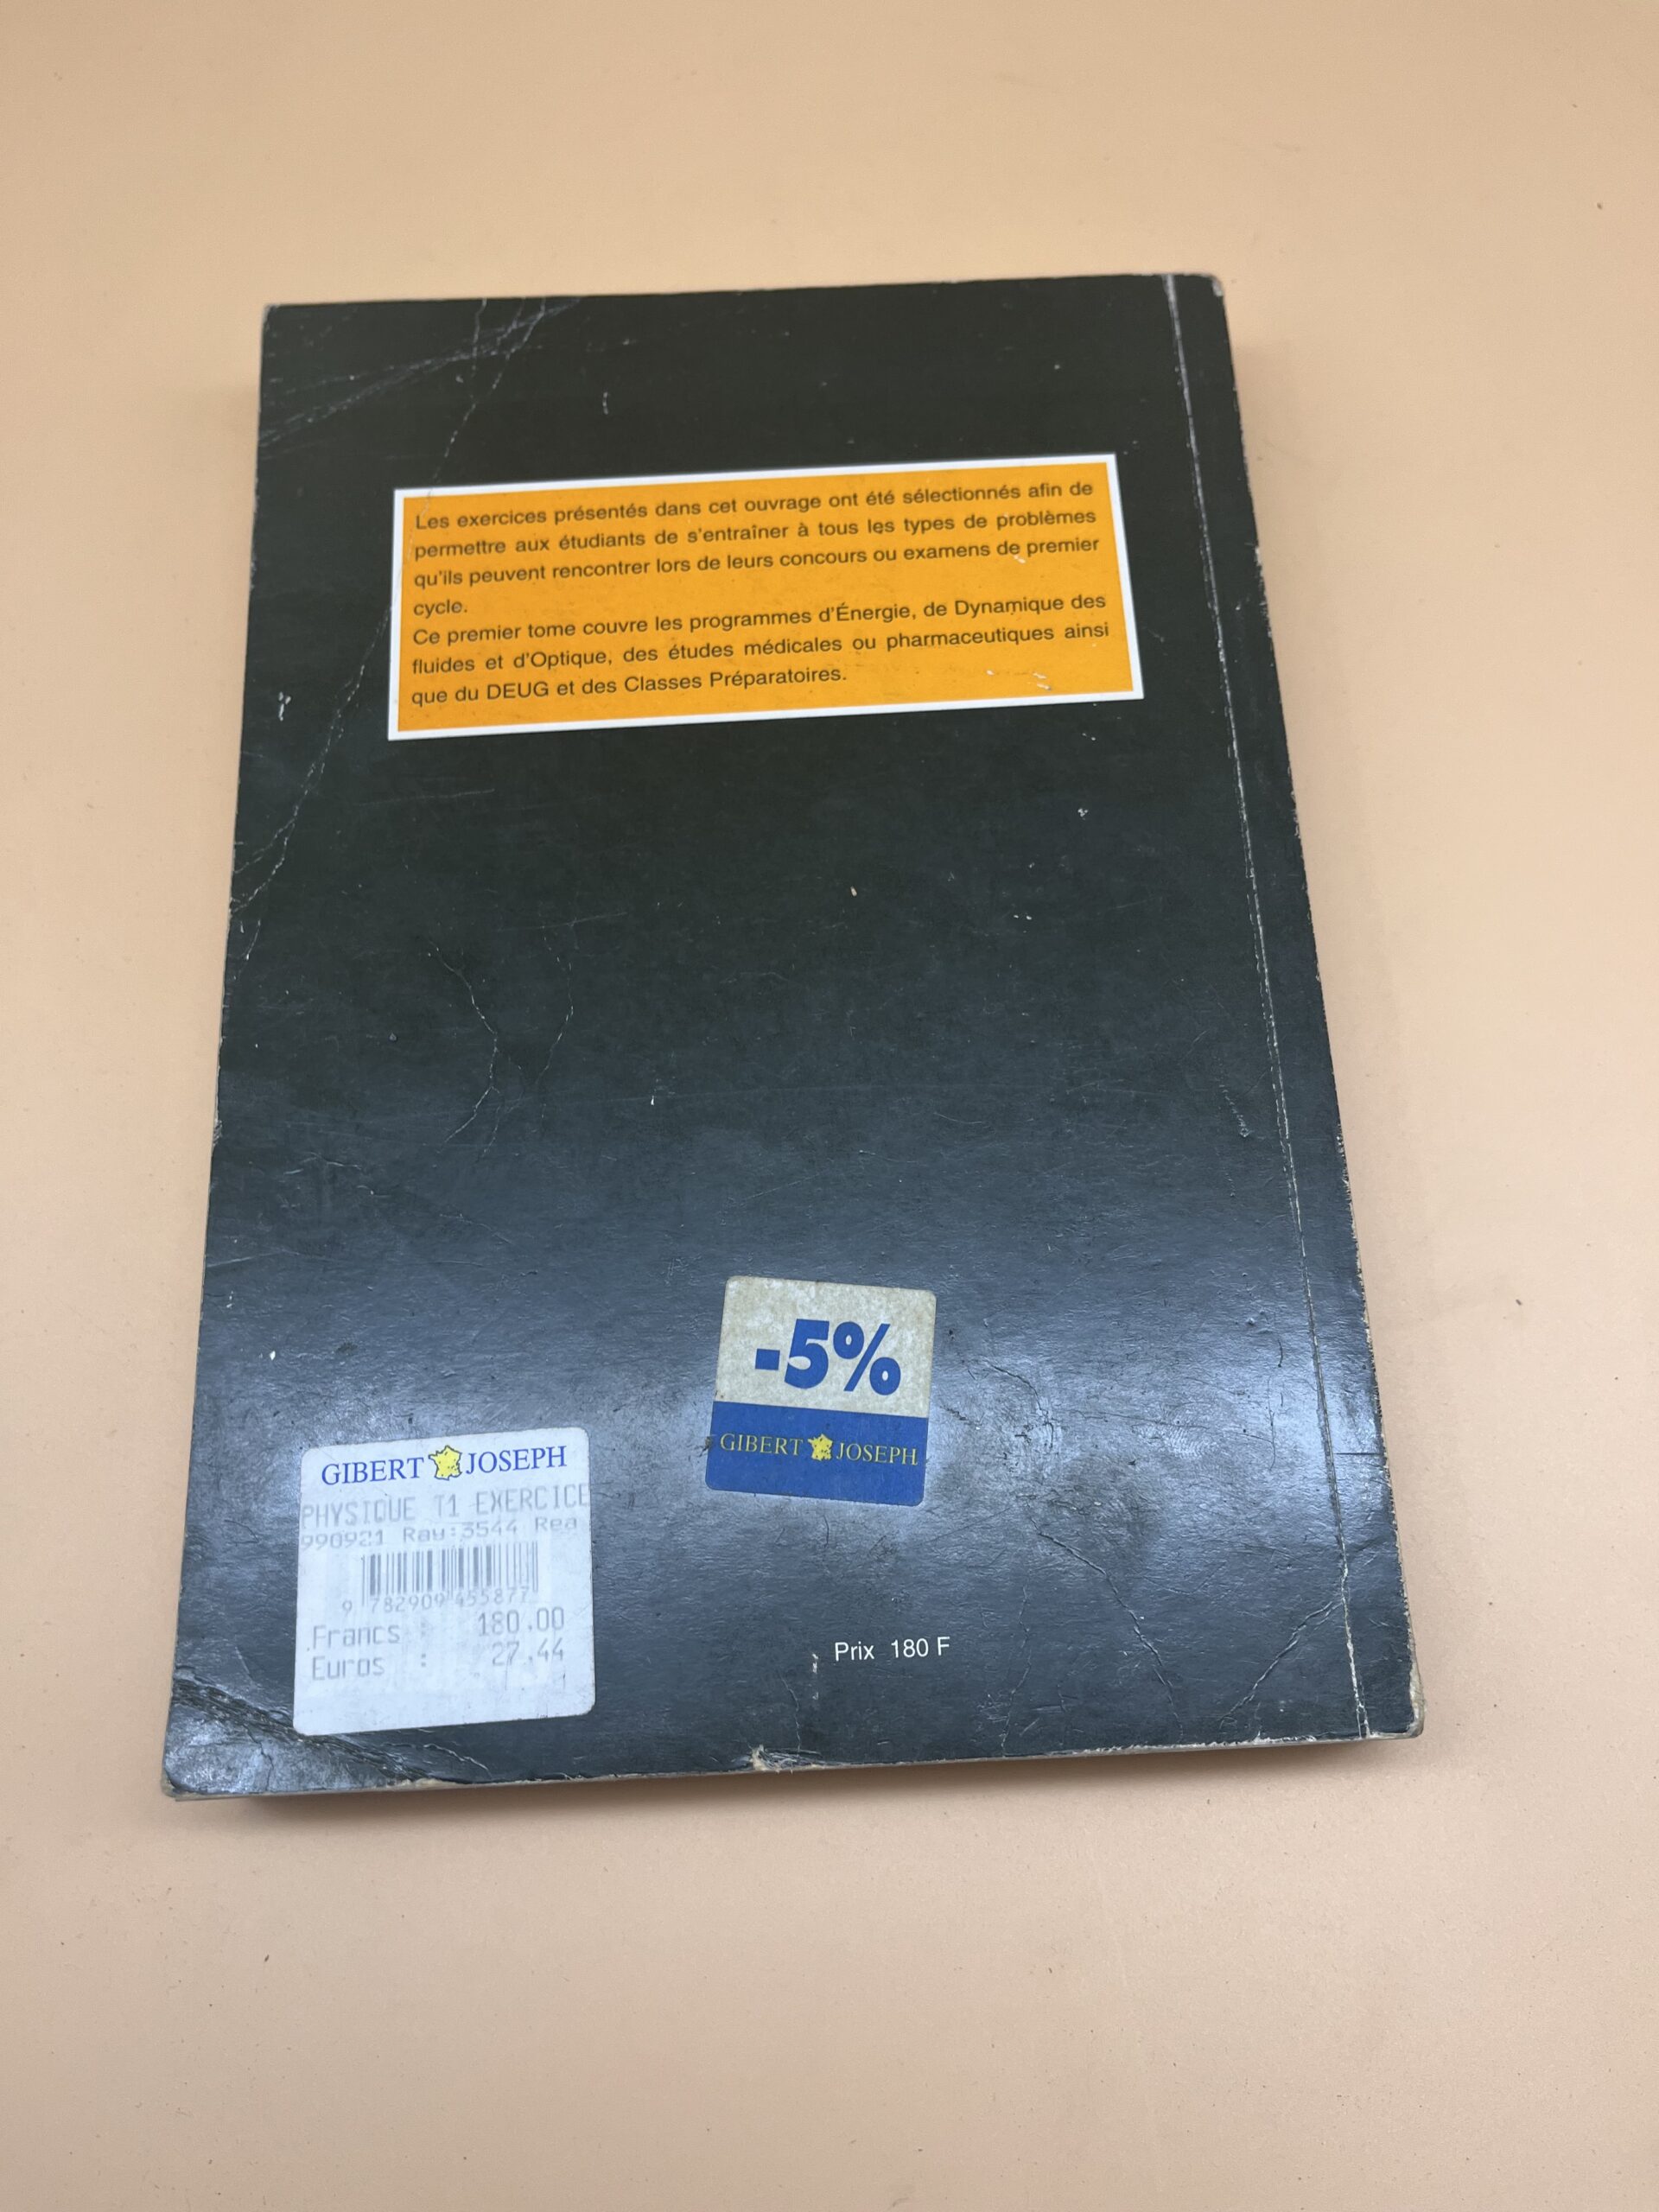 Les exercices présentés dans cet ouvrage ont été sélectionnés afin de
permettre aux étudiants de s'entraîner à tous les types de problèmes
qu'ils peuvent rencontrer lors de leurs concours ou examens de premier
cycle.
Ce premier tome couvre les programmes d'Énergie, de Dynamique des
fluides et d'Optique, des études médicales ou pharmaceutiques ainsi
que du DEUG et des Classes Préparatoires.
-5%
GIBERT JOSEPH
GIBERT JOSEPH
PHYSIQUE T1 EXERCICE
990921 Ray:3544 Rea
9 782909 455877
Francs : 180.00
Euros : 27.44
1
Prix 180 F